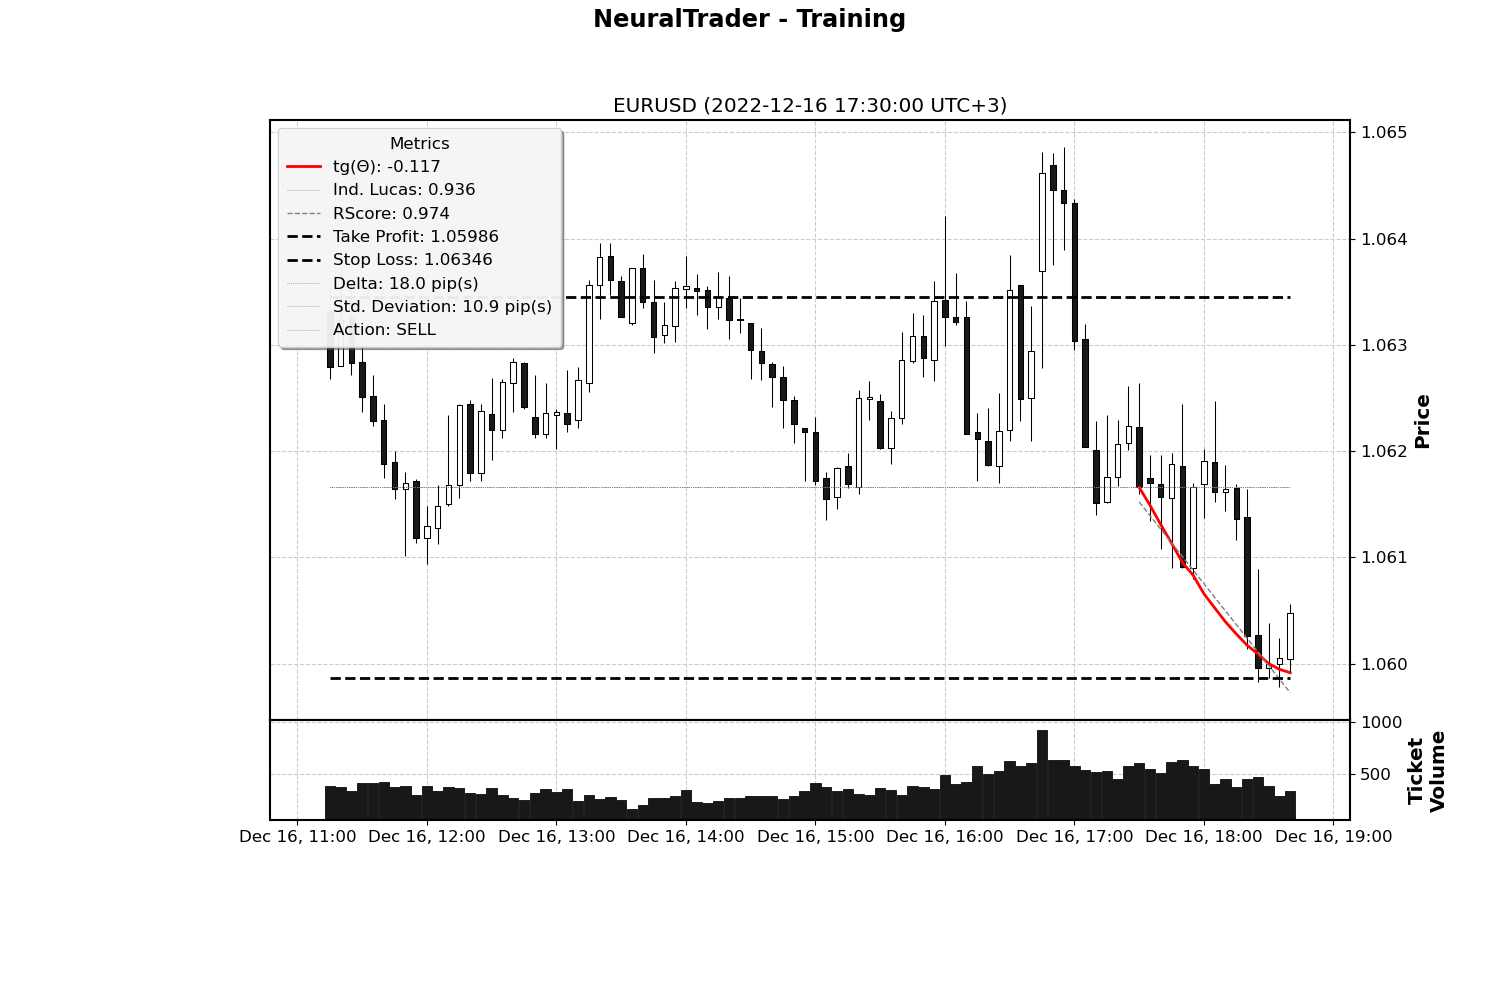 NeuralTrader - Training
EURUSD (2022-12-16 17:30:00 UTC+3)
Metrics
tg(Θ): -0.117
Ind. Lucas: 0.936
RScore: 0.974
Take Profit: 1.05986
Stop Loss: 1.06346
Delta: 18.0 pip(s)
Std. Deviation: 10.9 pip(s)
Action: SELL
1.065
1.064
1.063
1.062
1.061
1.060
Price
1000
500
Ticket
Volume
Dec 16, 11:00
Dec 16, 12:00
Dec 16, 13:00
Dec 16, 14:00
Dec 16, 15:00
Dec 16, 16:00
Dec 16, 17:00
Dec 16, 18:00
Dec 16, 19:00